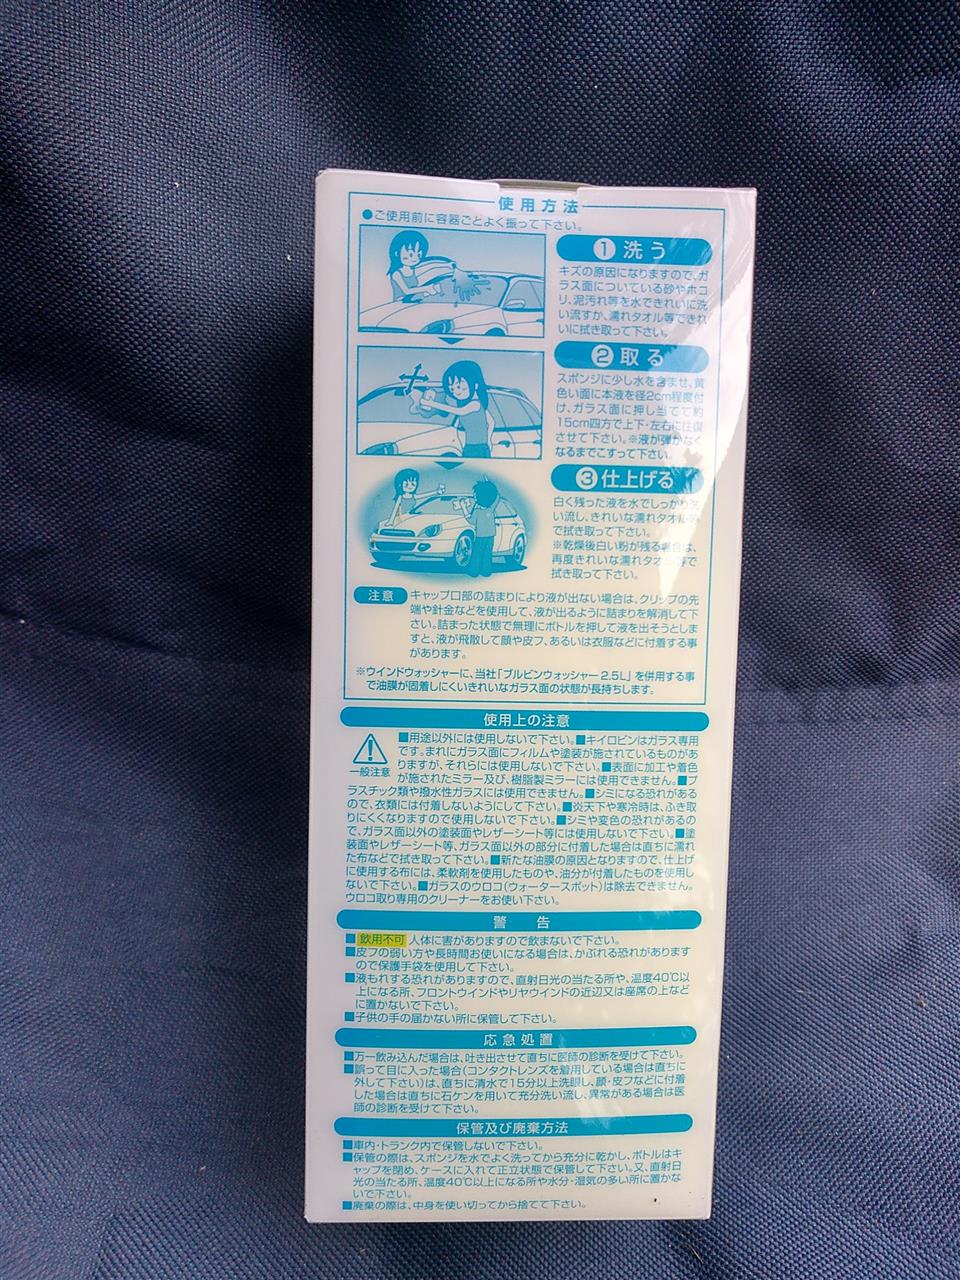 使用方法
●ご使用前に容器ごとよく振って下さい。
①洗う
キズの原因になりますので、ガ
ラス面についている砂やホコ
リ、泥汚れ等を水できれいに洗
い流すか、濡れタオル等できれ
いに拭き取って下さい。
②取る
スポンジに少し水を含ませ、黄
色い面に本液を径2cm程度付
け、ガラス面に押し当てて約
15cm四方で上下・左右に往復
させて下さい。※液が弾かなく
なるまでこすって下さい。
③仕上げる
白く残った液を水でしっかり洗
い流し、きれいな濡れタオル等
で拭き取って下さい。
※乾燥後白い粉が残る場合は、
再度きれいな濡れタオル等で
拭き取って下さい。
注意 キャップ口部の詰まりにより液が出ない場合は、クリップの先
端や針金などを使用して、液が出るように詰まりを解消して下
さい。詰まった状態で無理にボトルを押して液を出そうとしま
すと、液が飛散して顔や皮フ、あるいは衣服などに付着する事
があります。
※ウインドウォッシャーに、当社「プルビンウォッシャー2.5L」を併用する事
で油膜が固着しにくいきれいなガラス面の状態が長持ちします。
使用上の注意
一般注意
■用途以外には使用しないで下さい。■キイロビンはガラス専用
です。まれにガラス面にフィルムや塗装が施されているものがあ
りますが、それらには使用しないで下さい。■表面に加工や着色
が施されたミラー及び、樹脂製ミラーには使用できません。■プ
ラスチック類や撥水性ガラスには使用できません。■シミになる恐れがある
ので、衣類には付着しないようにして下さい。■炎天下や寒冷時は、ふき取
りにくくなりますので使用しないで下さい。■シミや変色の恐れがあるの
で、ガラス面以外の塗装面やレザーシート等には使用しないで下さい。■塗
装面やレザーシート等、ガラス面以外の部分に付着した場合は直ちに濡れ
た布などで拭き取って下さい。■新たな油膜の原因となりますので、仕上げ
に使用する布には、柔軟剤を使用したものや、油分が付着したものを使用し
ないで下さい。■ガラスのウロコ(ウォータースポット)は除去できません。
ウロコ取り専用のクリーナーをお使い下さい。
警告
■飲用不可 人体に害がありますので飲まないで下さい。
■皮フの弱い方や長時間お使いになる場合は、かぶれる恐れがあります
ので保護手袋を使用して下さい。
■液もれする恐れがありますので、直射日光の当たる所や、温度40℃以
上になる所、フロントウインドやリヤウインドの近辺又は座席の上など
に置かないで下さい。
■子供の手の届かない所に保管して下さい。
応急処置
■万一飲み込んだ場合は、吐き出させて直ちに医師の診断を受けて下さい。
■誤って目に入った場合(コンタクトレンズを着用している場合は直ちに
外して下さい)は、直ちに清水で15分以上洗眼し、顔・皮フなどに付着
した場合は直ちに石ケンを用いて充分洗い流し、異常がある場合は医
師の診断を受けて下さい。
保管及び廃棄方法
■車内・トランク内で保管しないで下さい。
■保管の際は、スポンジを水でよく洗ってから充分に乾かし、ボトルはキ
ャップを閉め、ケースに入れて正立状態で保管して下さい。又、直射日
光の当たる所、温度40℃以上になる所や水分・湿気の多い所に置かな
いで下さい。
■廃棄の際は、中身を使い切ってから捨てて下さい。